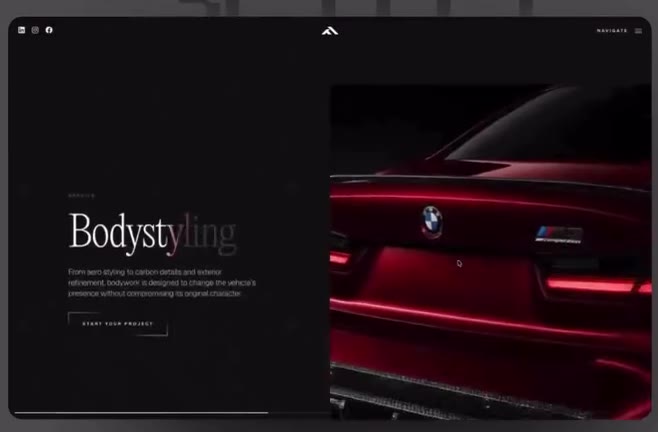 NAVIGATE
SERVICE
Bodystyling
From aero styling to carbon details and exterior
refinement, bodywork is designed to change the vehicle's
presence without compromising its original character.
START YOUR PROJECT